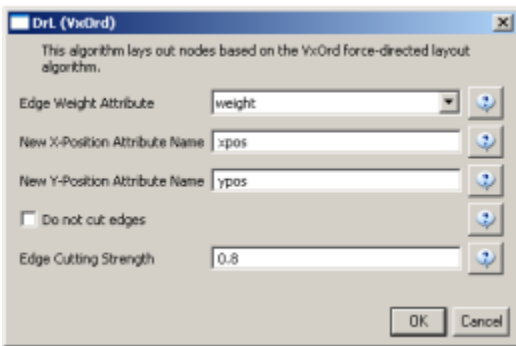 DrL (VxOrd)
This algorithm lays out nodes based on the VxOrd force-directed layout
algorithm.
Edge Weight Attribute weight
New X-Position Attribute Name xpos
New Y-Position Attribute Name ypos
Do not cut edges
Edge Cutting Strength 0.8
OK Cancel